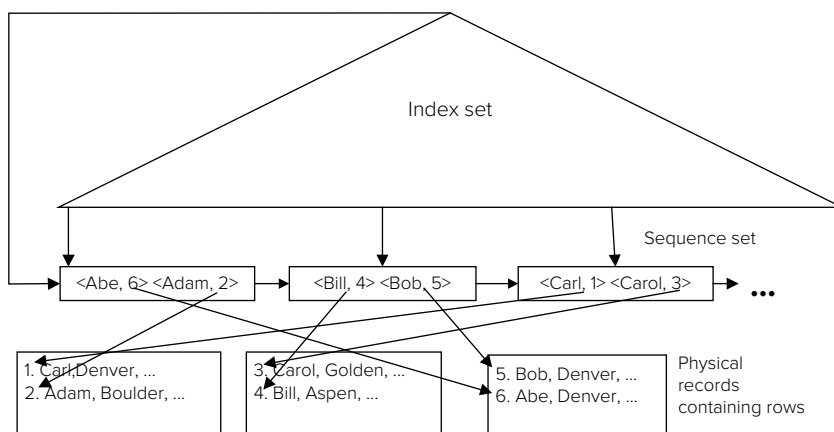 Index set
Sequence set
<Abe, 6> <Adam, 2>
<Bill, 4> <Bob, 5>
<Carl, 1> <Carol, 3>
...
1. Carl,Denver, ...
2. Adam, Boulder, ...
3. Carol, Golden, ...
4. Bill, Aspen, ...
5. Bob, Denver, ...
6. Abe, Denver, ...
Physical
records
containing rows